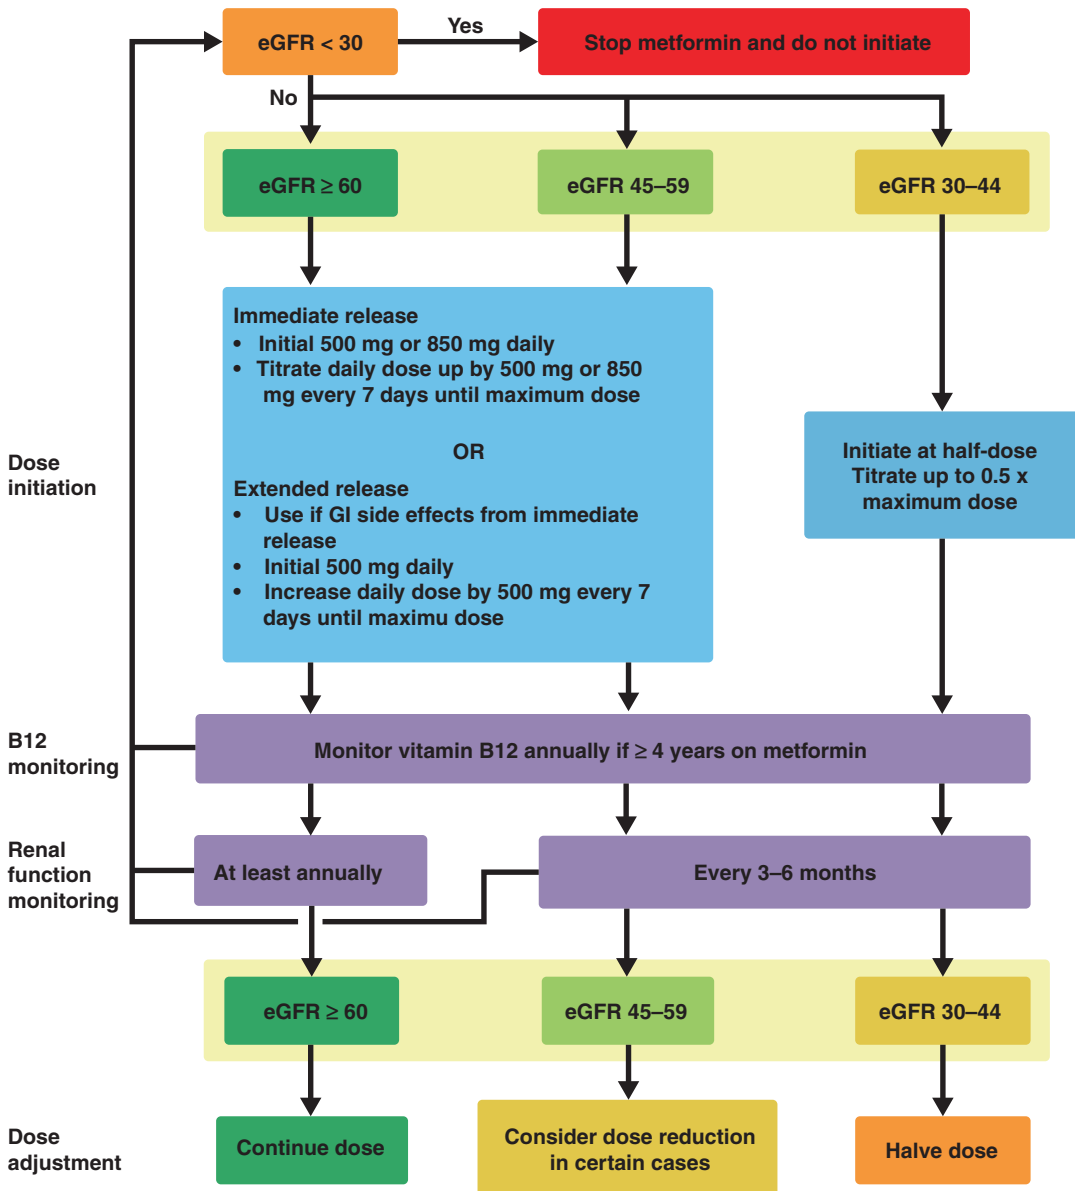 eGFR < 30
Yes
Stop metformin and do not initiate
No
eGFR ≥ 60
eGFR 45–59
eGFR 30–44
Dose
initiation
Immediate release
• Initial 500 mg or 850 mg daily
• Titrate daily dose up by 500 mg or 850
mg every 7 days until maximum dose
OR
Extended release
• Use if GI side effects from immediate
release
• Initial 500 mg daily
• Increase daily dose by 500 mg every 7
days until maximu dose
Initiate at half-dose
Titrate up to 0.5 x
maximum dose
B12
monitoring
Monitor vitamin B12 annually if ≥ 4 years on metformin
Renal
function
monitoring
At least annually
Every 3–6 months
eGFR ≥ 60
eGFR 45–59
eGFR 30–44
Dose
adjustment
Continue dose
Consider dose reduction
in certain cases
Halve dose